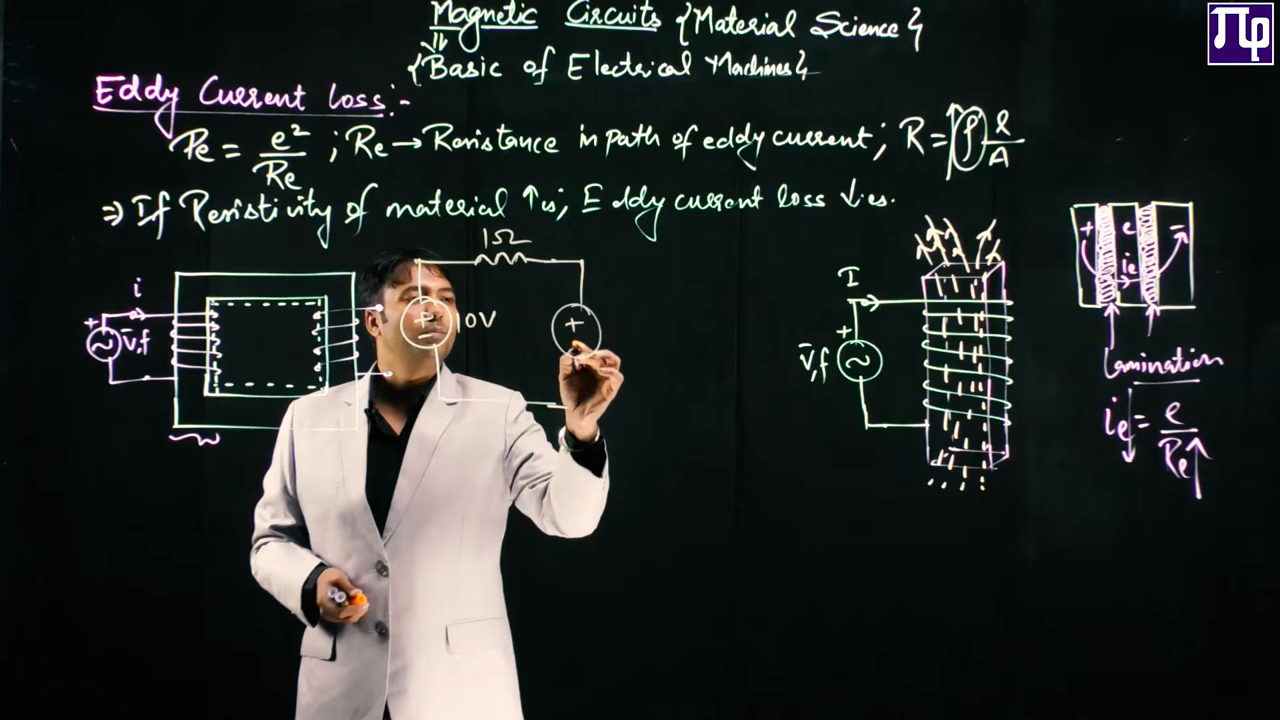 Magnetic Circuits {Material Science}
⇓
{Basic of Electrical Machines}
Eddy Current Loss:-
Pe = e²/Re ; Re → Resistance in path of eddy current; R = ↑ρ l/A
⇒ If Resistivity of material ↑es; Eddy current loss ↓es.
1Ω
i
+
V̄,f
+
-
10V
+
I
+
V̄,f
+ e -
ie
Lamination
ie↓ = e/Re↑
πφ